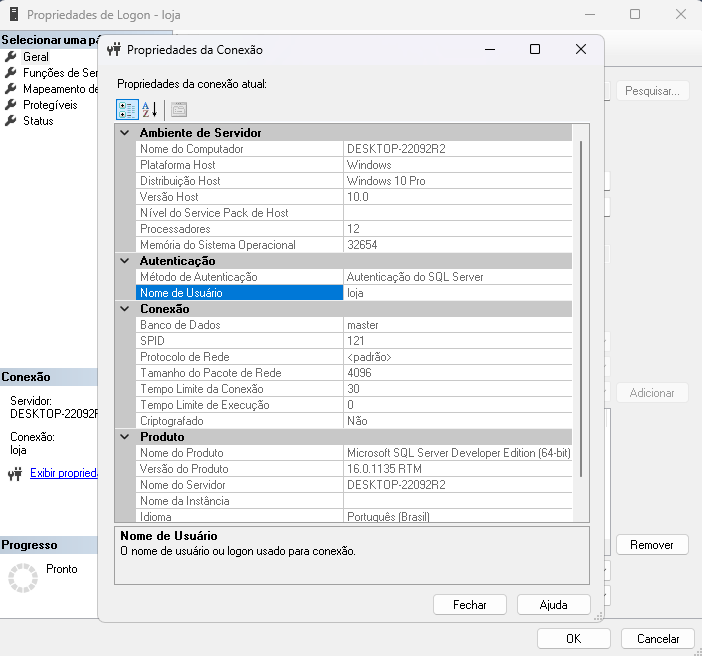 Propriedades de Logon - loja
Selecionar uma pá
Geral
Funções de Ser
Mapeamento de
Protegíveis
Status
Pesquisar...
Propriedades da Conexão
Propriedades da conexão atual:
Ambiente de Servidor
Nome do Computador DESKTOP-22092R2
Plataforma Host Windows
Distribuição Host Windows 10 Pro
Versão Host 10.0
Nível do Service Pack de Host
Processadores 12
Memória do Sistema Operacional 32654
Autenticação
Método de Autenticação Autenticação do SQL Server
Nome de Usuário loja
Conexão
Banco de Dados master
SPID 121
Protocolo de Rede <padrão>
Tamanho do Pacote de Rede 4096
Tempo Limite da Conexão 30
Tempo Limite de Execução 0
Criptografado Não
Produto
Nome do Produto Microsoft SQL Server Developer Edition (64-bit)
Versão do Produto 16.0.1135 RTM
Nome do Servidor DESKTOP-22092R2
Nome da Instância
Idioma Português (Brasil)
Nome de Usuário
O nome de usuário ou logon usado para conexão.
Fechar
Ajuda
Conexão
Servidor:
DESKTOP-22092R
Conexão:
loja
Exibir proprieda
Progresso
Pronto
Adicionar
Remover
OK
Cancelar